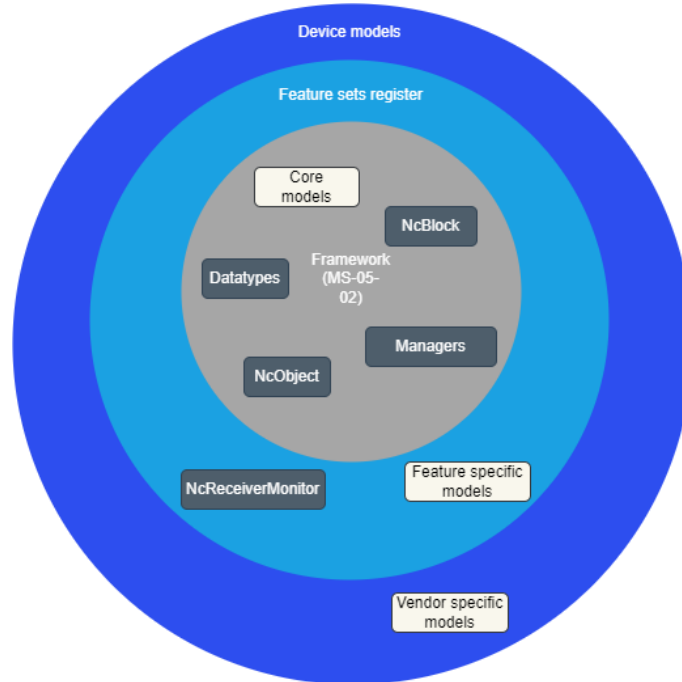 Device models
Feature sets register
Core
models
NcBlock
Framework
(MS-05-
02)
Datatypes
Managers
NcObject
NcReceiverMonitor
Feature specific
models
Vendor specific
models